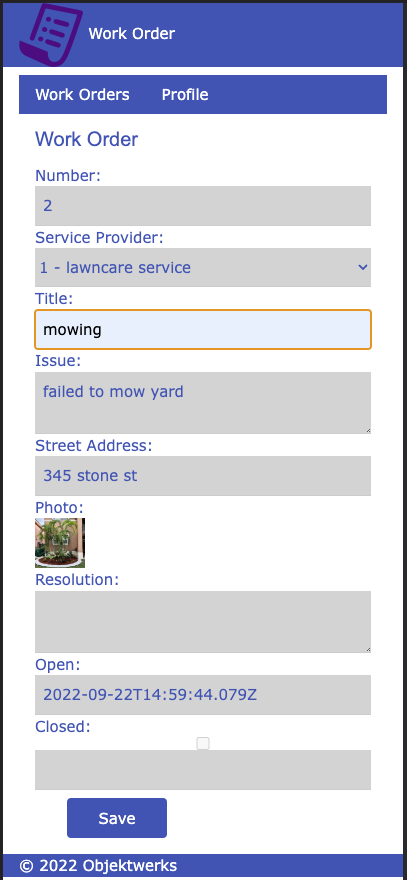 Work Order
Work Orders Profile
Work Order
Number:
2
Service Provider:
1 - lawncare service
Title:
mowing
Issue:
failed to mow yard
Street Address:
345 stone st
Photo:
Resolution:
Open:
2022-09-22T14:59:44.079Z
Closed:
Save
© 2022 Objektwerks